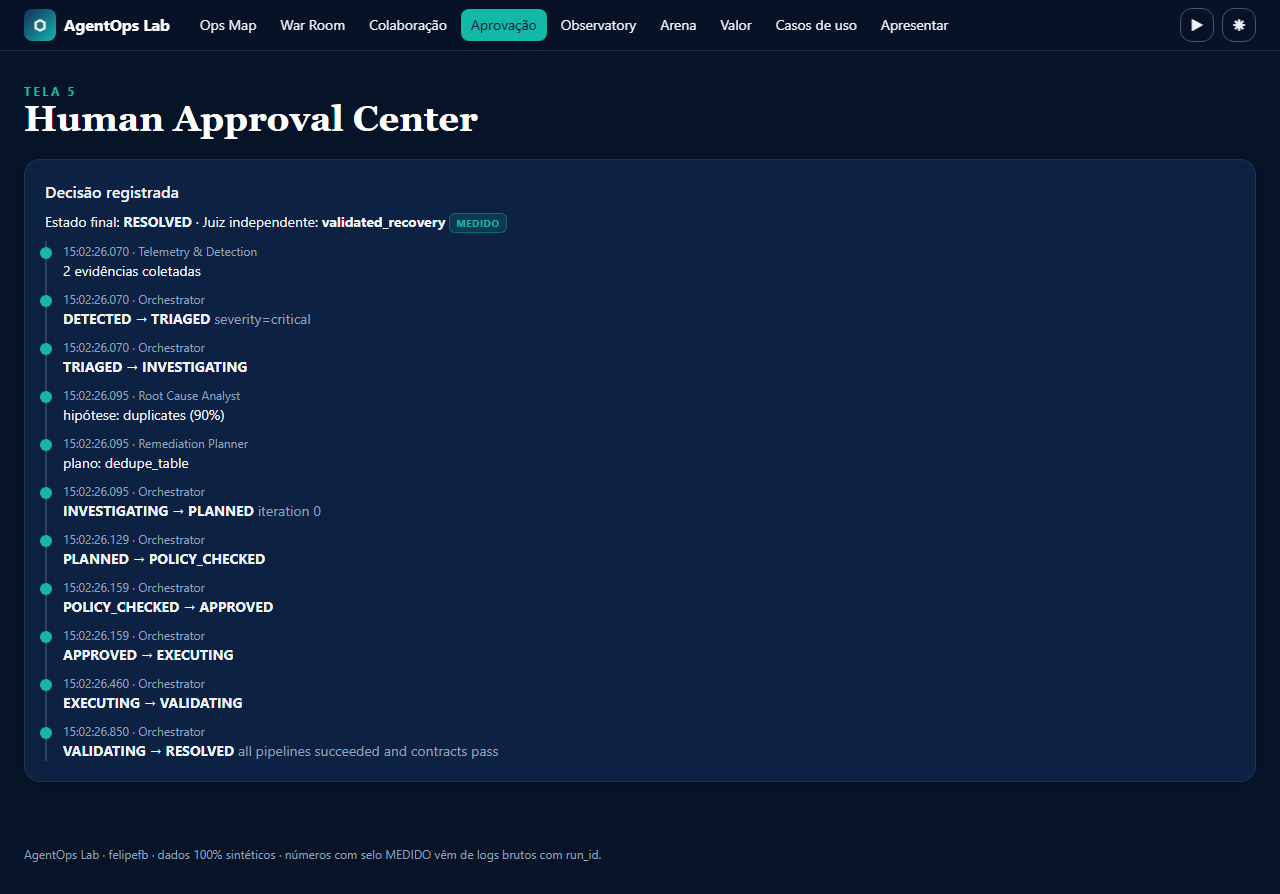 AgentOps Lab Ops Map War Room Colaboração Aprovação Observatory Arena Valor Casos de uso Apresentar
TELA 5
Human Approval Center
Decisão registrada
Estado final: RESOLVED · Juiz independente: validated_recovery MEDIDO
15:02:26.070 · Telemetry & Detection
2 evidências coletadas
15:02:26.070 · Orchestrator
DETECTED → TRIAGED severity=critical
15:02:26.070 · Orchestrator
TRIAGED → INVESTIGATING
15:02:26.095 · Root Cause Analyst
hipótese: duplicates (90%)
15:02:26.095 · Remediation Planner
plano: dedupe_table
15:02:26.095 · Orchestrator
INVESTIGATING → PLANNED iteration 0
15:02:26.129 · Orchestrator
PLANNED → POLICY_CHECKED
15:02:26.159 · Orchestrator
POLICY_CHECKED → APPROVED
15:02:26.159 · Orchestrator
APPROVED → EXECUTING
15:02:26.460 · Orchestrator
EXECUTING → VALIDATING
15:02:26.850 · Orchestrator
VALIDATING → RESOLVED all pipelines succeeded and contracts pass
AgentOps Lab · felipefb · dados 100% sintéticos · números com selo MEDIDO vêm de logs brutos com run_id.